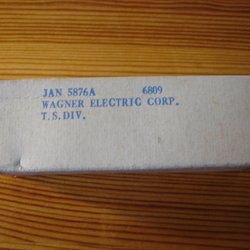 JAN 5876A 6809
WAGNER ELECTRIC CORP.
T.S.DIV.